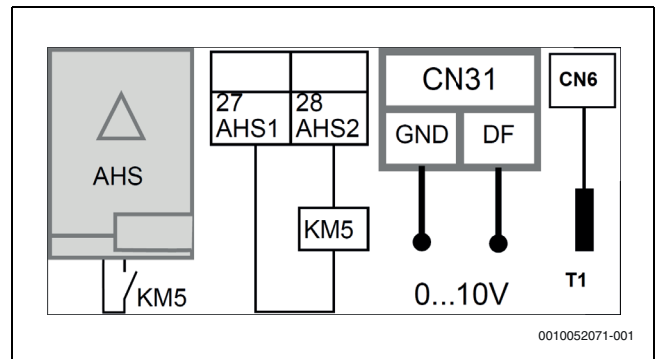 AHS
KM5
27
AHS1
28
AHS2
KM5
CN31
GND
DF
0...10V
CN6
T1
0010052071-001